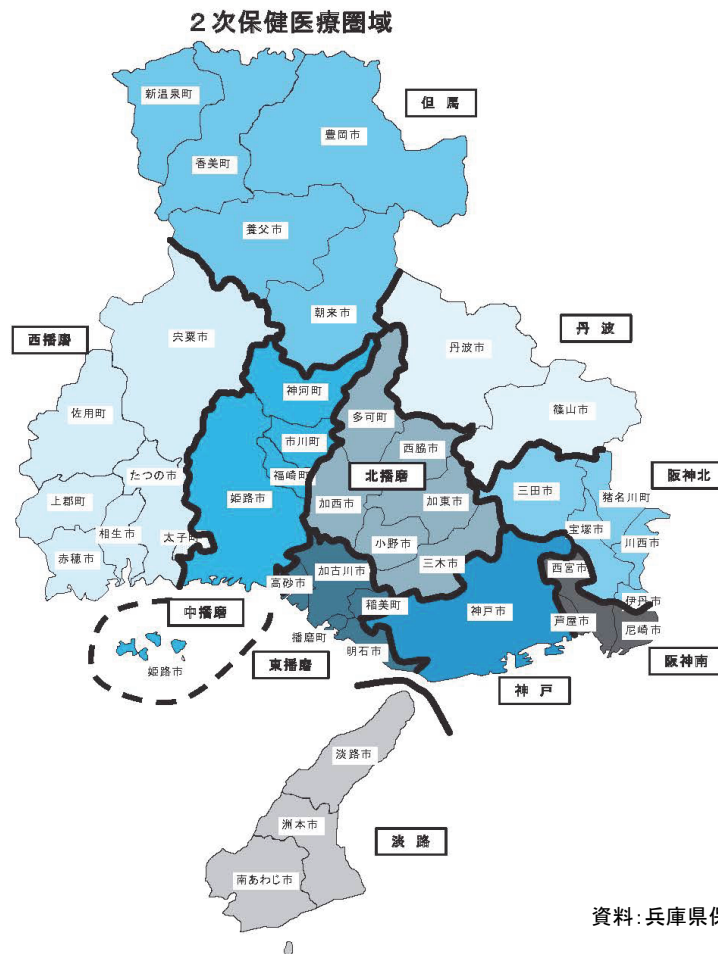 ２次保健医療圏域
新温泉町
但 馬
豊岡市
香美町
養父市
朝来市
宍粟市
丹 波
西播磨
丹波市
神河町
佐用町
多可町
篠山市
市川町
西脇市
たつの市
福崎町
北播磨
阪神北
姫路市
三田市
猪名川町
上郡町
加西市
加東市
相生市
宝塚市
太子町
小野市
川西市
赤穂市
三木市
西宮市
加古川市
高砂市
伊丹市
稲美町
神戸市
中播磨
芦屋市
尼崎市
播磨町
明石市
東播磨
阪神南
姫路市
神 戸
淡路市
洲本市
淡 路
南あわじ市
資料：兵庫県保